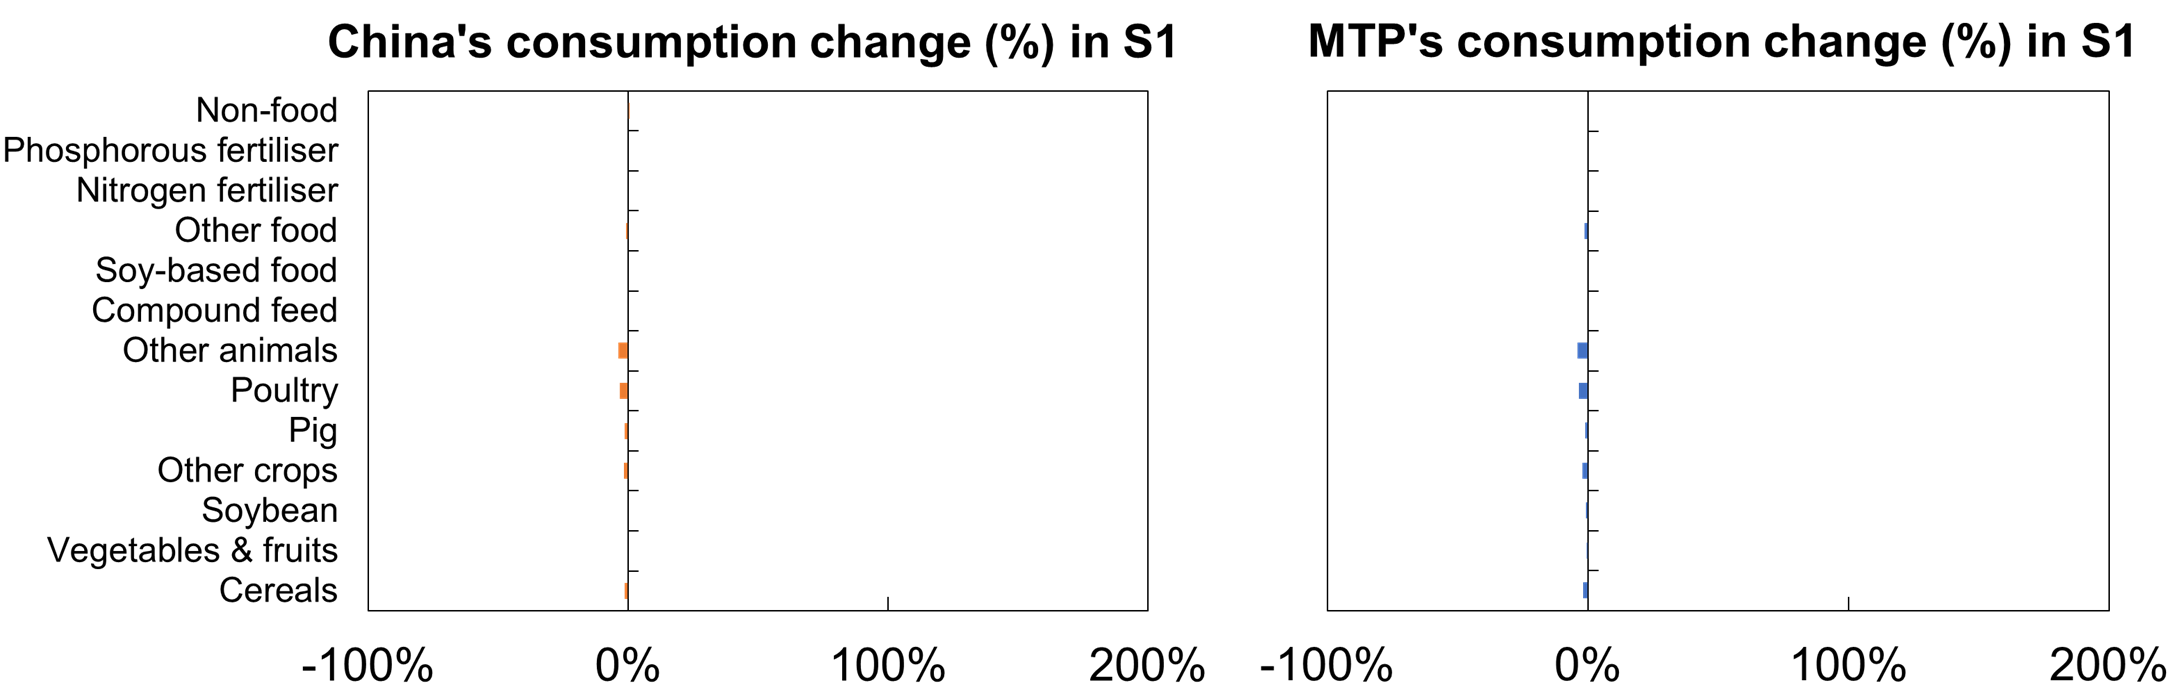 China's consumption change (%) in S1
MTP's consumption change (%) in S1
Non-food
Phosphorous fertiliser
Nitrogen fertiliser
Other food
Soy-based food
Compound feed
Other animals
Poultry
Pig
Other crops
Soybean
Vegetables & fruits
Cereals
-100% 0% 100% 200%
-100% 0% 100% 200%